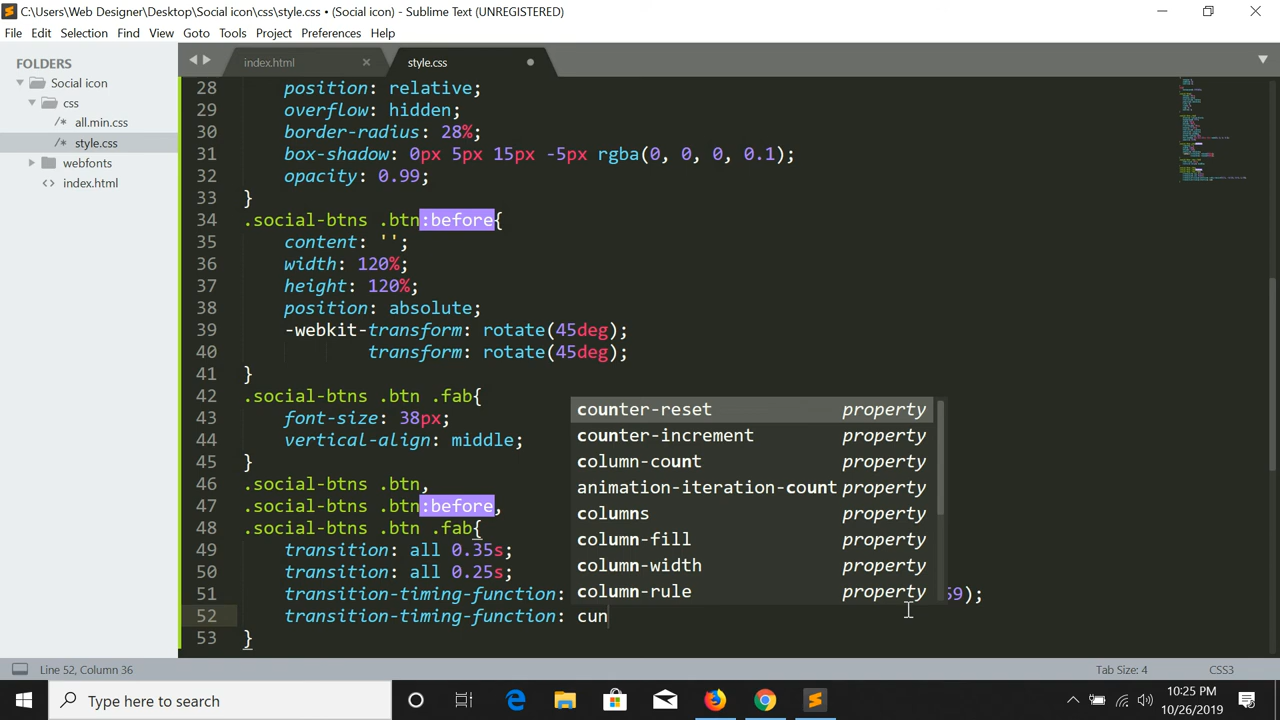 C:\Users\Web Designer\Desktop\Social icon\css\style.css • (Social icon) - Sublime Text (UNREGISTERED)
File Edit Selection Find View Goto Tools Project Preferences Help
FOLDERS
Social icon
css
/* all.min.css
/* style.css
webfonts
<> index.html
index.html
style.css
28 position: relative;
29 overflow: hidden;
30 border-radius: 28%;
31 box-shadow: 0px 5px 15px -5px rgba(0, 0, 0, 0.1);
32 opacity: 0.99;
33 }
34 .social-btns .btn:before{
35 content: '';
36 width: 120%;
37 height: 120%;
38 position: absolute;
39 -webkit-transform: rotate(45deg);
40 transform: rotate(45deg);
41 }
42 .social-btns .btn .fab{
43 font-size: 38px;
44 vertical-align: middle;
45 }
46 .social-btns .btn,
47 .social-btns .btn:before,
48 .social-btns .btn .fab{
49 transition: all 0.35s;
50 transition: all 0.25s;
51 transition-timing-function: 59);
52 transition-timing-function: cun
53 }
counter-reset property
counter-increment property
column-count property
animation-iteration-count property
columns property
column-fill property
column-width property
column-rule property
Line 52, Column 36
Tab Size: 4
CSS3
Type here to search
10:25 PM
10/26/2019